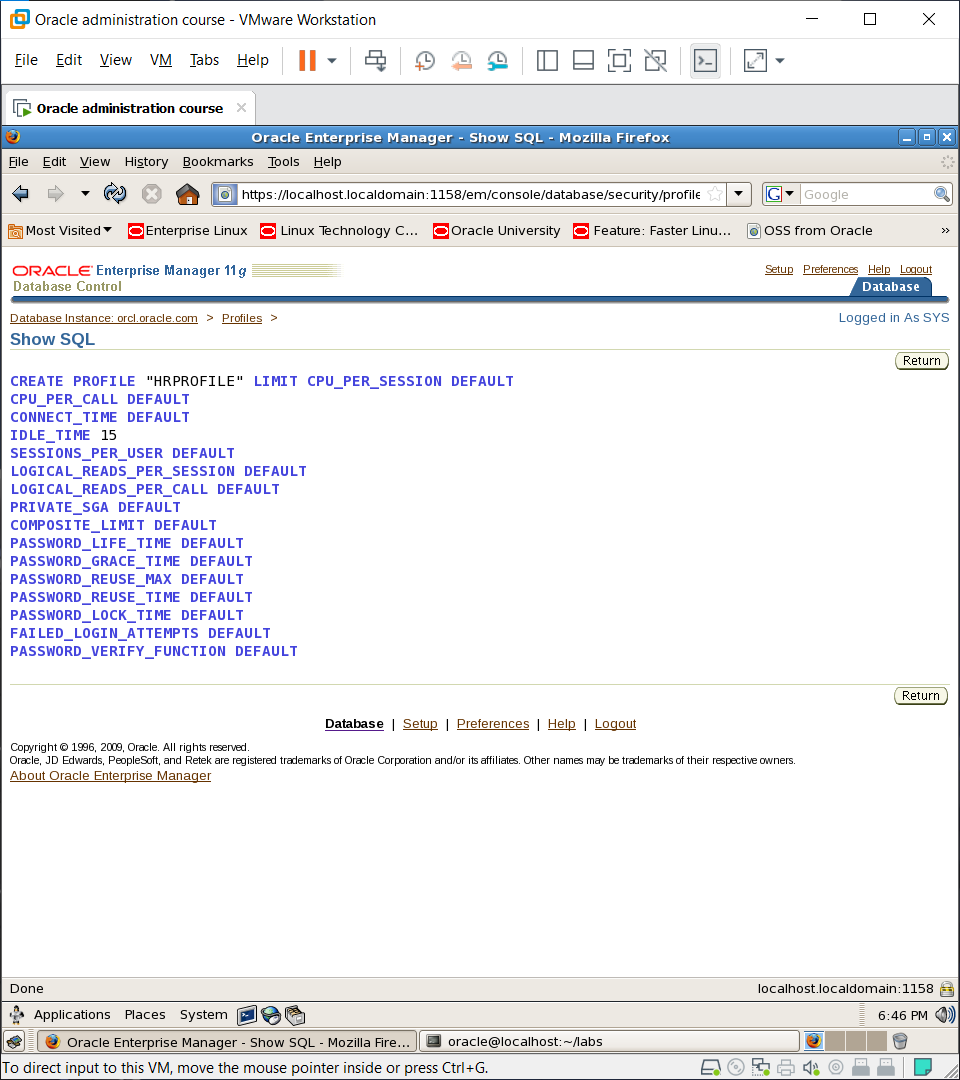 Oracle administration course - VMware Workstation
File Edit View VM Tabs Help
Oracle administration course
Oracle Enterprise Manager - Show SQL - Mozilla Firefox
File Edit View History Bookmarks Tools Help
https://localhost.localdomain:1158/em/console/database/security/profile
G Google
Most Visited Enterprise Linux Linux Technology C... Oracle University Feature: Faster Linu... OSS from Oracle »
ORACLE Enterprise Manager 11g
Database Control
Setup Preferences Help Logout
Database
Database Instance: orcl.oracle.com > Profiles >
Logged in As SYS
Show SQL
Return
CREATE PROFILE "HRPROFILE" LIMIT CPU_PER_SESSION DEFAULT
CPU_PER_CALL DEFAULT
CONNECT_TIME DEFAULT
IDLE_TIME 15
SESSIONS_PER_USER DEFAULT
LOGICAL_READS_PER_SESSION DEFAULT
LOGICAL_READS_PER_CALL DEFAULT
PRIVATE_SGA DEFAULT
COMPOSITE_LIMIT DEFAULT
PASSWORD_LIFE_TIME DEFAULT
PASSWORD_GRACE_TIME DEFAULT
PASSWORD_REUSE_MAX DEFAULT
PASSWORD_REUSE_TIME DEFAULT
PASSWORD_LOCK_TIME DEFAULT
FAILED_LOGIN_ATTEMPTS DEFAULT
PASSWORD_VERIFY_FUNCTION DEFAULT
Return
Database | Setup | Preferences | Help | Logout
Copyright © 1996, 2009, Oracle. All rights reserved.
Oracle, JD Edwards, PeopleSoft, and Retek are registered trademarks of Oracle Corporation and/or its affiliates. Other names may be trademarks of their respective owners.
About Oracle Enterprise Manager
Done
localhost.localdomain:1158
Applications Places System
6:46 PM
Oracle Enterprise Manager - Show SQL - Mozilla Fire...
oracle@localhost:~/labs
To direct input to this VM, move the mouse pointer inside or press Ctrl+G.